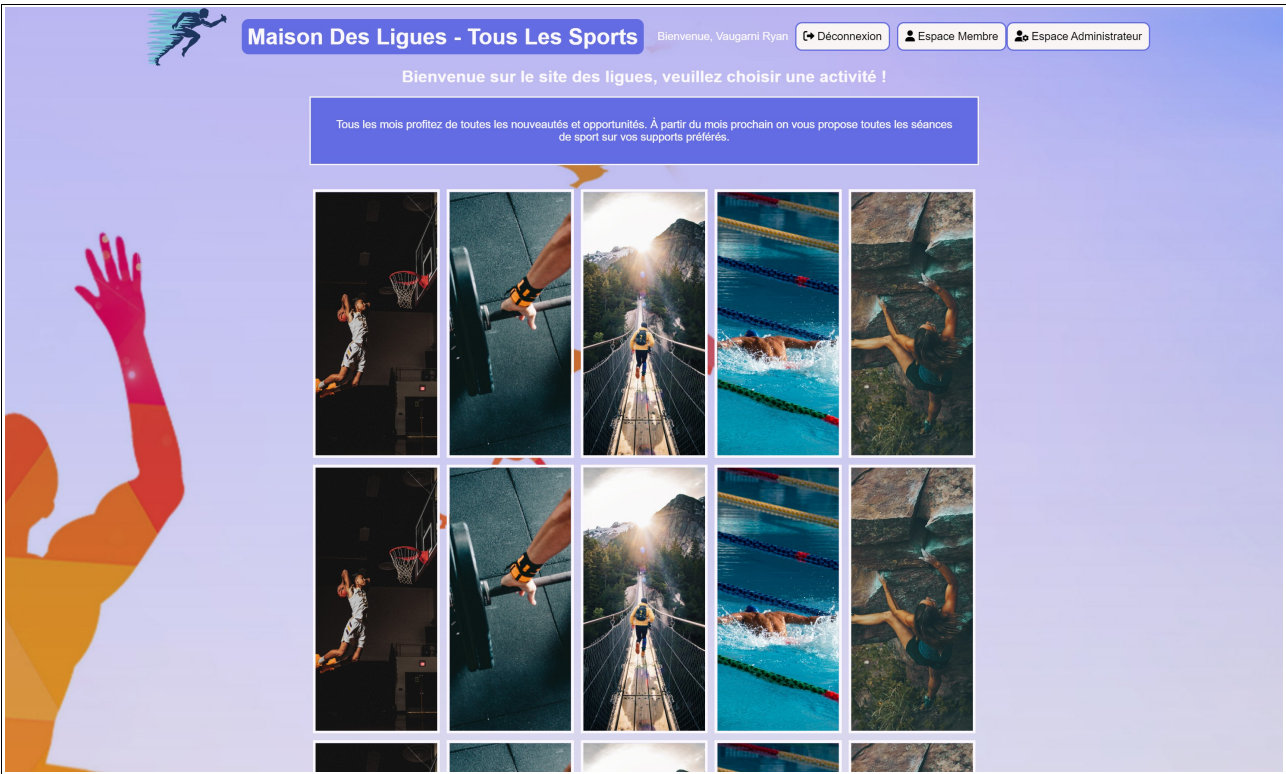 Maison Des Ligues - Tous Les Sports
Bienvenue, Vaugarni Ryan
Déconnexion
Espace Membre
Espace Administrateur
Bienvenue sur le site des ligues, veuillez choisir une activité !
Tous les mois profitez de toutes les nouveautés et opportunités. À partir du mois prochain on vous propose toutes les séances
de sport sur vos supports préférés.